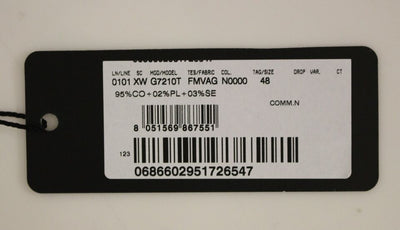 LN/LINE SC MOD/MODEL TES/FABRIC COL. TAG/SIZE DROP VAR. CT
0101 XW G7210T FMVAG N0000 48
95%CO+02%PL+03%SE
COMM.N
8 051569 867551
123
0686602951726547